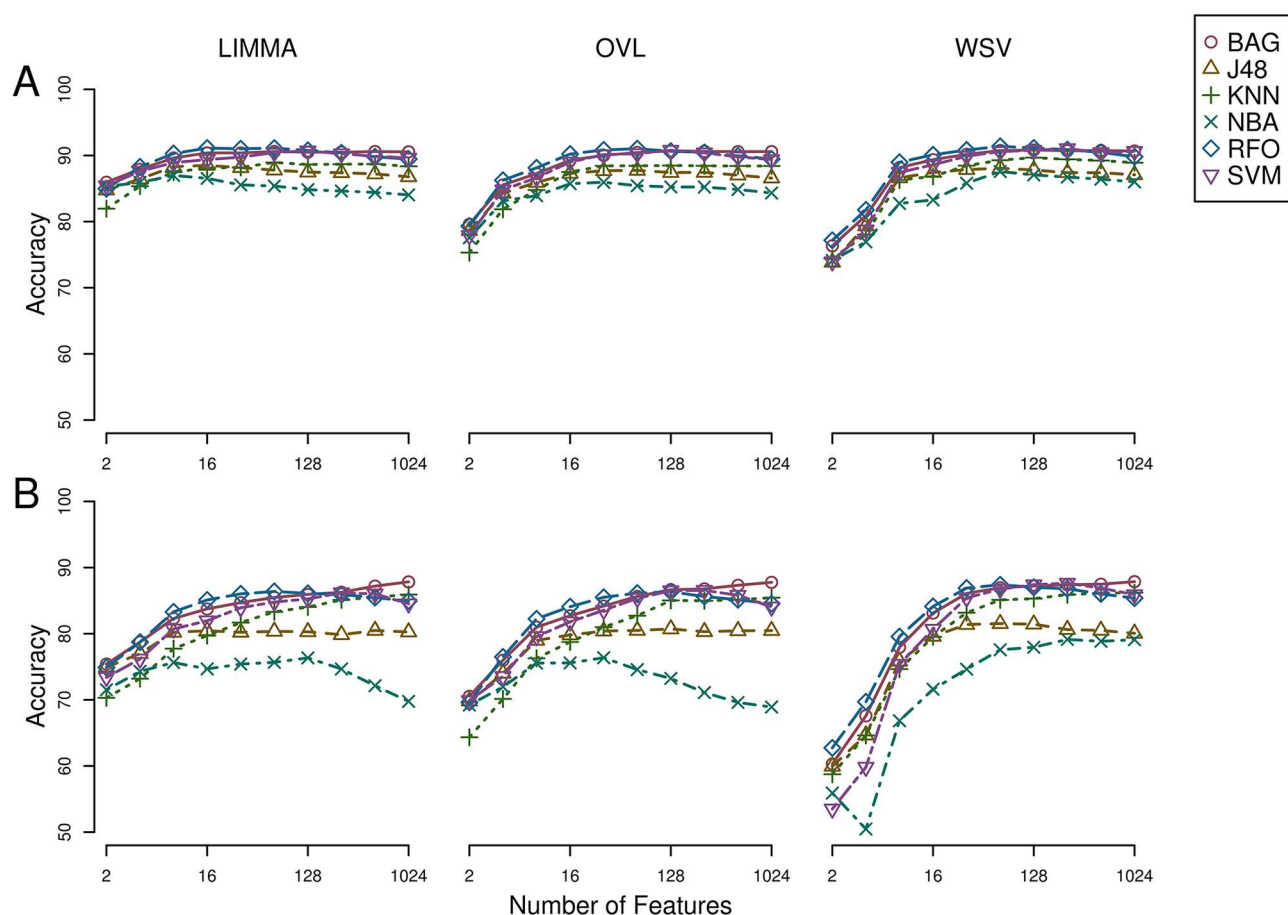 LIMMA OVL WSV
BAG
J48
KNN
NBA
RFO
SVM
A
100
90
80
70
60
50
Accuracy
2 16 128 1024 2 16 128 1024 2 16 128 1024
B
100
90
80
70
60
50
Accuracy
2 16 128 1024 2 16 128 1024 2 16 128 1024
Number of Features